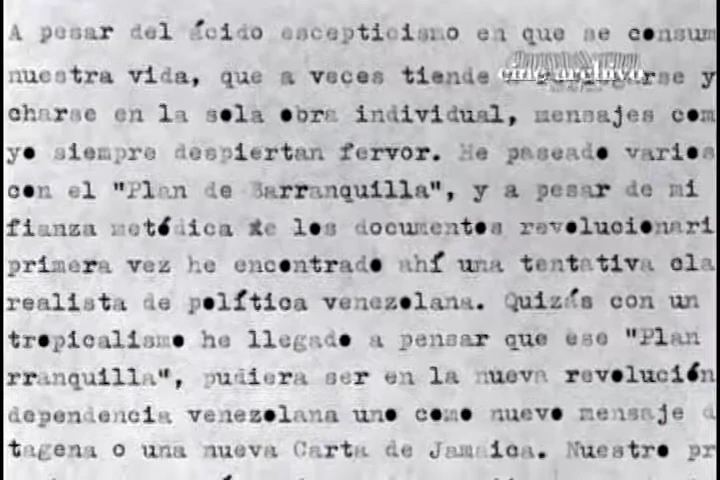 A pesar del ácido escepticismo en que se consum
nuestra vida, que a veces tiende a rse y
cmg archivo
charse en la sola obra individual, mensajes com
yo siempre despiertan fervor. He paseado varios
con el "Plan de Barranquilla", y a pesar de mi
fianza metódica de los documentos revolucionari
primera vez he encontrado ahí una tentativa cla
realista de política venezolana. Quizás con un
tropicalismo he llegado a pensar que ese "Plan
rranquilla", pudiera ser en la nueva revolución
dependencia venezolana uno como nuevo mensaje d
tagena o una nueva Carta de Jamaica. Nuestro pr